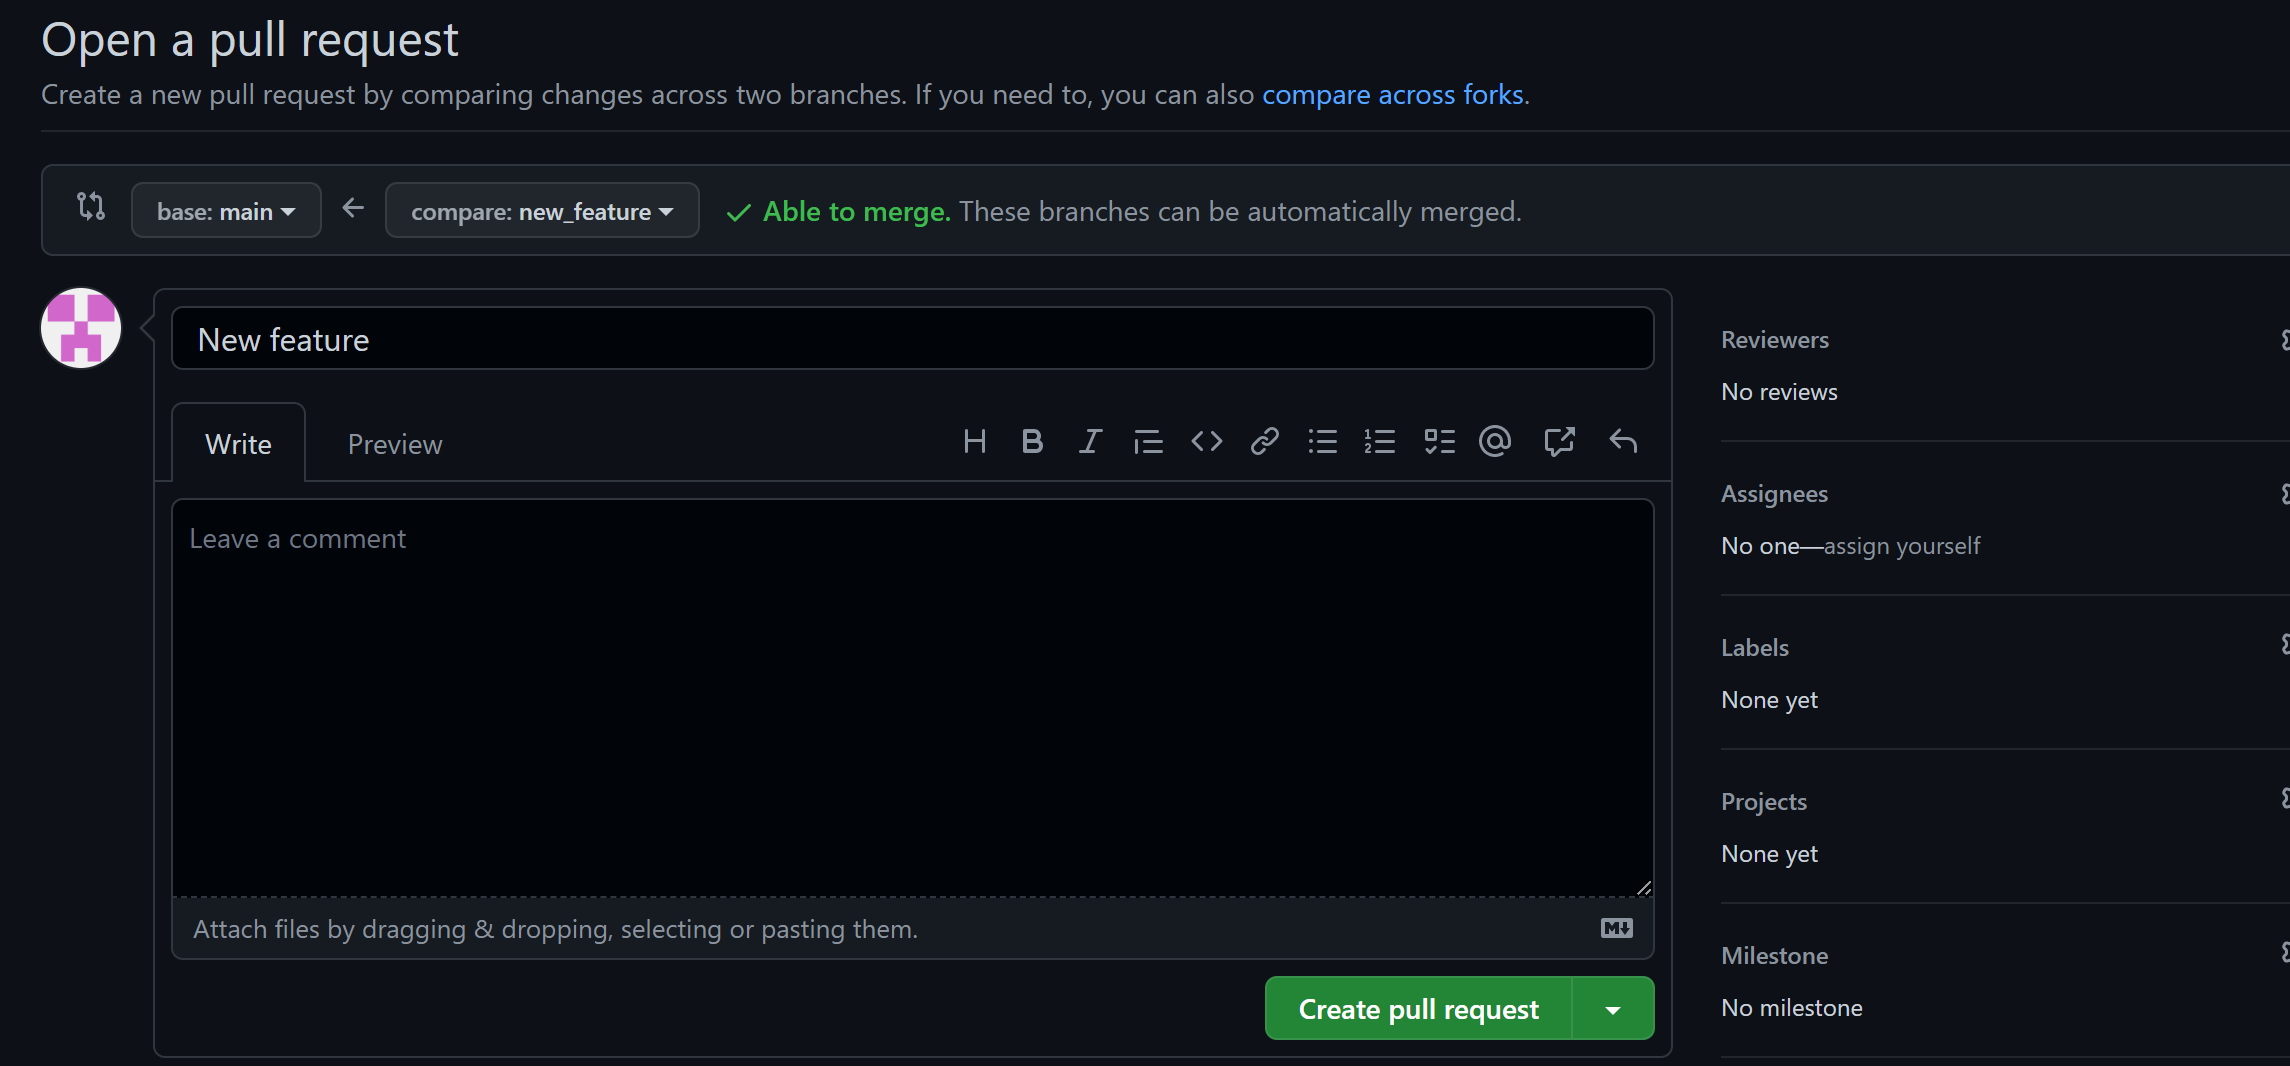 Open a pull request
Create a new pull request by comparing changes across two branches. If you need to, you can also compare across forks.
base: main
compare: new_feature
Able to merge. These branches can be automatically merged.
New feature
Write
Preview
Leave a comment
Attach files by dragging & dropping, selecting or pasting them.
Create pull request
Reviewers
No reviews
Assignees
No one—assign yourself
Labels
None yet
Projects
None yet
Milestone
No milestone